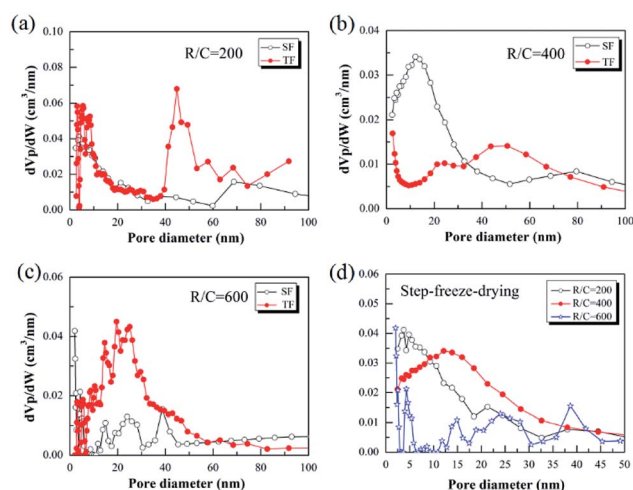 (a)
R/C=200
SF
TF
0.10
0.08
0.06
0.04
0.02
0.00
dVp/dW (cm³/nm)
0 20 40 60 80 100
Pore diameter (nm)
(b)
R/C=400
SF
TF
0.04
0.03
0.02
0.01
0.00
dVp/dW (cm³/nm)
0 20 40 60 80 100
Pore diameter (nm)
(c)
R/C=600
SF
TF
0.06
0.04
0.02
0.00
dVp/dW (cm³/nm)
0 20 40 60 80 100
Pore diameter (nm)
(d)
Step-freeze-drying
R/C=200
R/C=400
R/C=600
0.06
0.05
0.04
0.03
0.02
0.01
0.00
dVp/dW (cm³/nm)
0 5 10 15 20 25 30 35 40 45 50
Pore diameter (nm)